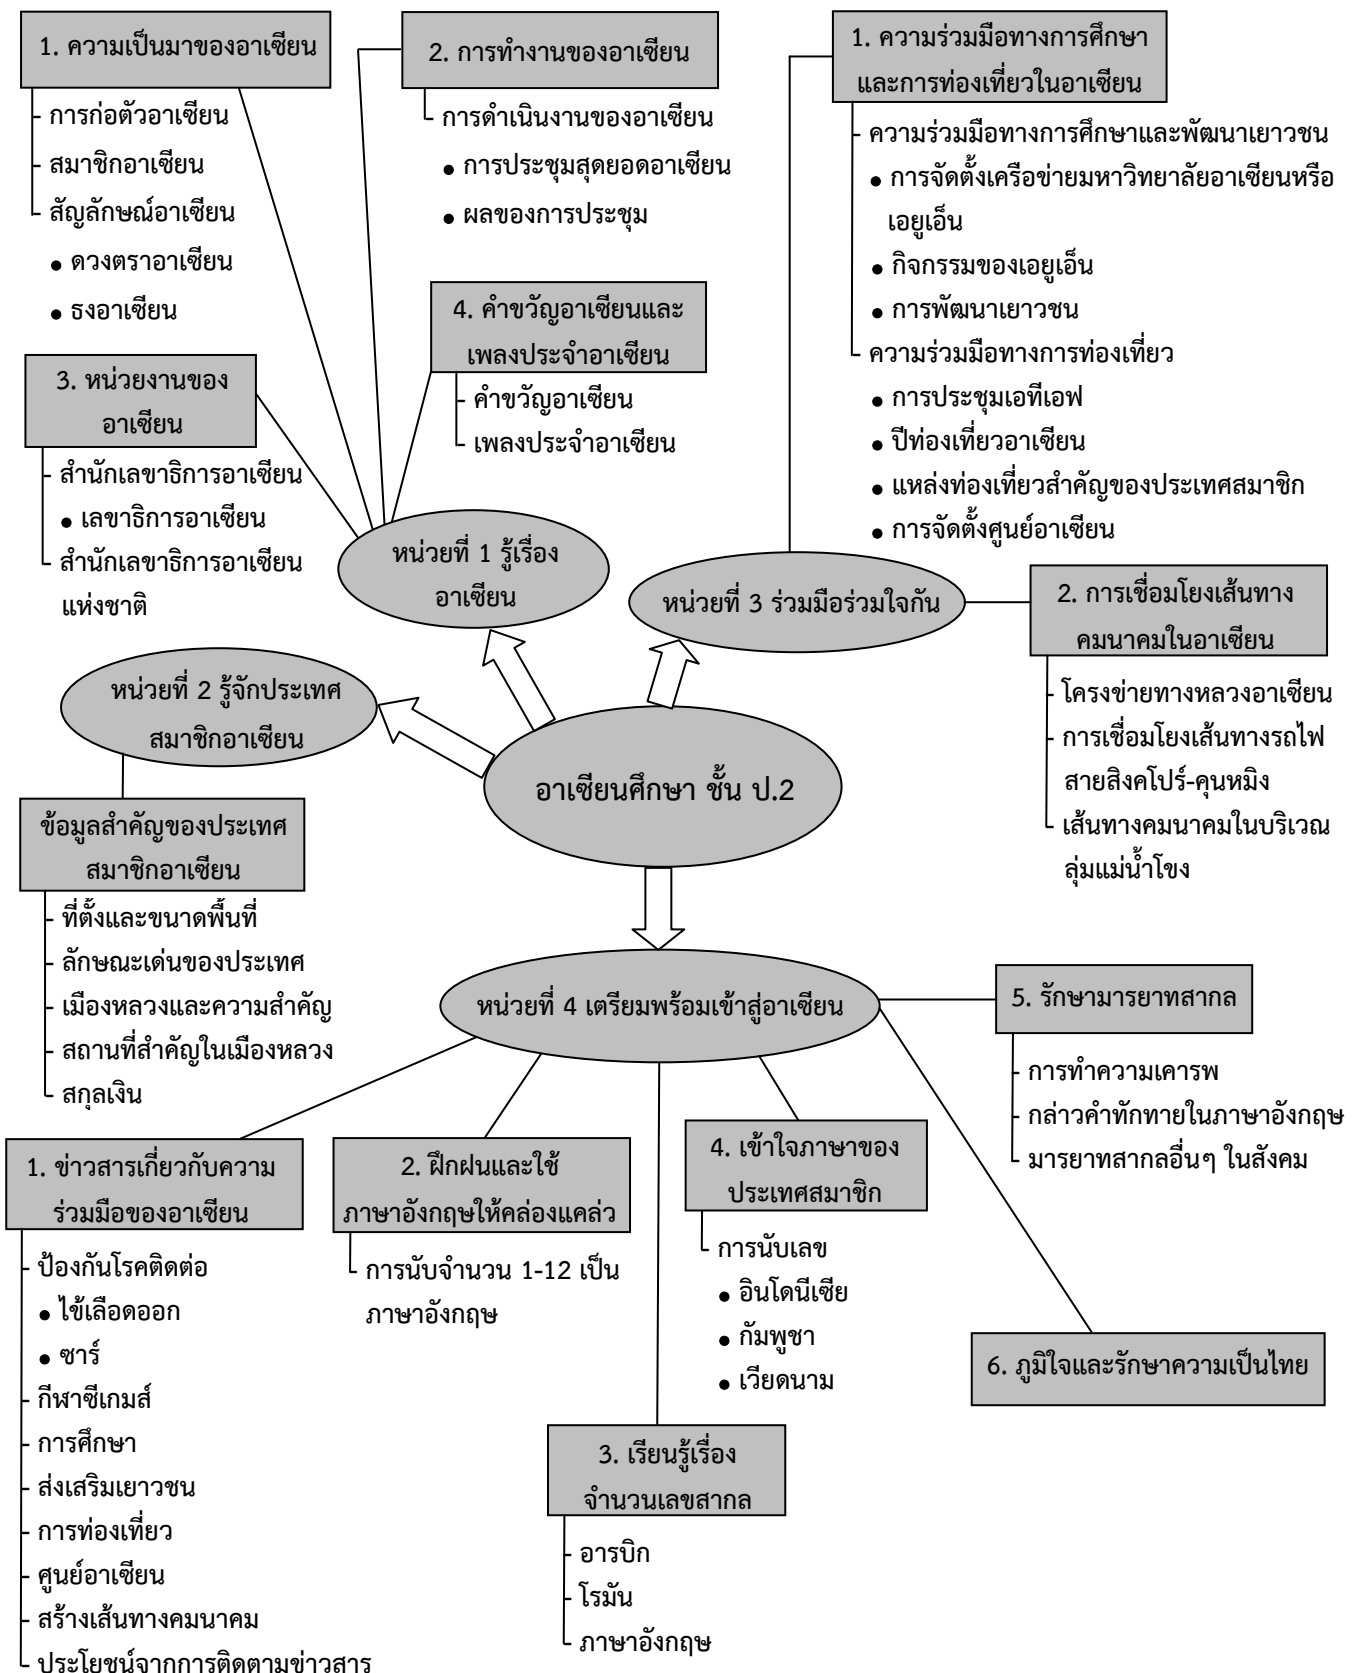 1. ความเป็นมาของอาเซียน
- การก่อตัวอาเซียน
- สมาชิกอาเซียน
- สัญลักษณ์อาเซียน
● ดวงตราอาเซียน
● ธงอาเซียน
2. การทำงานของอาเซียน
- การดำเนินงานของอาเซียน
● การประชุมสุดยอดอาเซียน
● ผลของการประชุม
3. หน่วยงานของ
อาเซียน
- สำนักเลขาธิการอาเซียน
● เลขาธิการอาเซียน
- สำนักเลขาธิการอาเซียน
แห่งชาติ
4. คำขวัญอาเซียนและ
เพลงประจำอาเซียน
- คำขวัญอาเซียน
- เพลงประจำอาเซียน
1. ความร่วมมือทางการศึกษา
และการท่องเที่ยวในอาเซียน
- ความร่วมมือทางการศึกษาและพัฒนาเยาวชน
● การจัดตั้งเครือข่ายมหาวิทยาลัยอาเซียนหรือ
เอยูเอ็น
● กิจกรรมของเอยูเอ็น
● การพัฒนาเยาวชน
- ความร่วมมือทางการท่องเที่ยว
● การประชุมเอทีเอฟ
● ปีท่องเที่ยวอาเซียน
● แหล่งท่องเที่ยวสำคัญของประเทศสมาชิก
● การจัดตั้งศูนย์อาเซียน
หน่วยที่ 1 รู้เรื่อง
อาเซียน
หน่วยที่ 3 ร่วมมือร่วมใจกัน
2. การเชื่อมโยงเส้นทาง
คมนาคมในอาเซียน
- โครงข่ายทางหลวงอาเซียน
- การเชื่อมโยงเส้นทางรถไฟ
สายสิงคโปร์-คุนหมิง
- เส้นทางคมนาคมในบริเวณ
ลุ่มแม่น้ำโขง
หน่วยที่ 2 รู้จักประเทศ
สมาชิกอาเซียน
อาเซียนศึกษา ชั้น ป.2
ข้อมูลสำคัญของประเทศ
สมาชิกอาเซียน
- ที่ตั้งและขนาดพื้นที่
- ลักษณะเด่นของประเทศ
- เมืองหลวงและความสำคัญ
- สถานที่สำคัญในเมืองหลวง
- สกุลเงิน
หน่วยที่ 4 เตรียมพร้อมเข้าสู่อาเซียน
5. รักษามารยาทสากล
- การทำความเคารพ
- กล่าวคำทักทายในภาษาอังกฤษ
- มารยาทสากลอื่นๆ ในสังคม
1. ข่าวสารเกี่ยวกับความ
ร่วมมือของอาเซียน
- ป้องกันโรคติดต่อ
● ไข้เลือดออก
● ซาร์
- กีฬาซีเกมส์
- การศึกษา
- ส่งเสริมเยาวชน
- การท่องเที่ยว
- ศูนย์อาเซียน
- สร้างเส้นทางคมนาคม
- ประโยชน์จากการติดตามข่าวสาร
2. ฝึกฝนและใช้
ภาษาอังกฤษให้คล่องแคล่ว
- การนับจำนวน 1-12 เป็น
ภาษาอังกฤษ
4. เข้าใจภาษาของ
ประเทศสมาชิก
- การนับเลข
● อินโดนีเซีย
● กัมพูชา
● เวียดนาม
6. ภูมิใจและรักษาความเป็นไทย
3. เรียนรู้เรื่อง
จำนวนเลขสากล
- อารบิก
- โรมัน
- ภาษาอังกฤษ